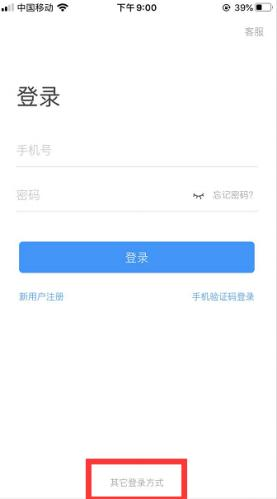 中国移动 下午9:00 39%
客服
登录
手机号
密码 忘记密码?
登录
新用户注册 手机验证码登录
其它登录方式